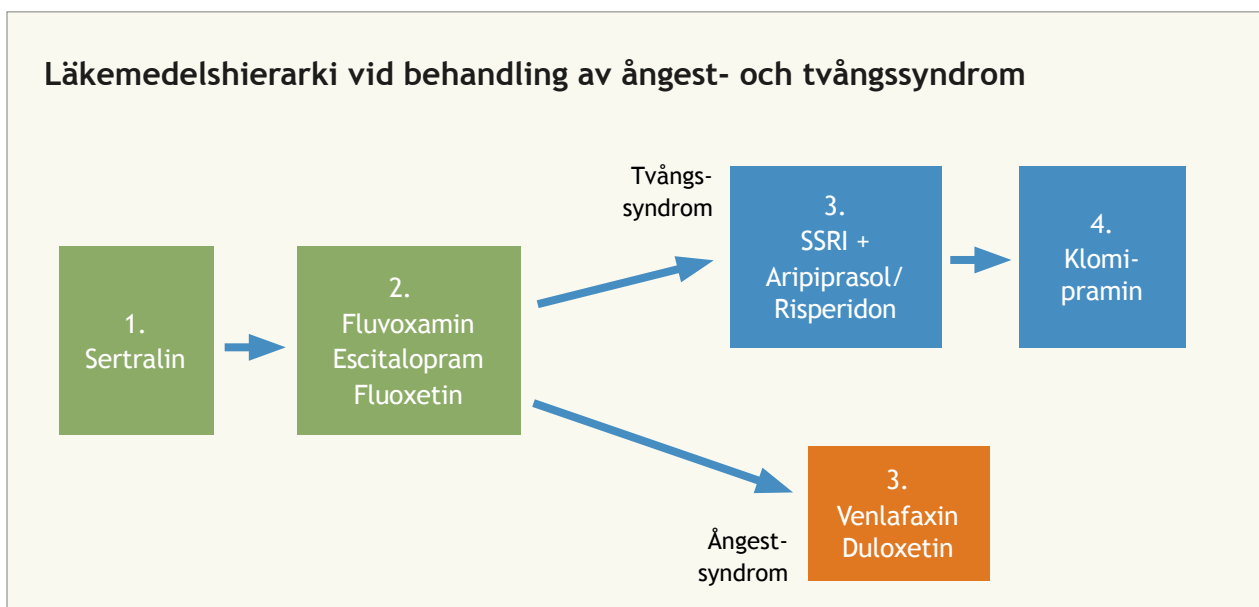 Läkemedelshierarki vid behandling av ångest- och tvångssyndrom
1.
Sertralin
2.
Fluvoxamin
Escitalopram
Fluoxetin
Tvångs-
syndrom
3.
SSRI +
Aripiprasol/
Risperidon
4.
Klomi-
pramin
Ångest-
syndrom
3.
Venlafaxin
Duloxetin